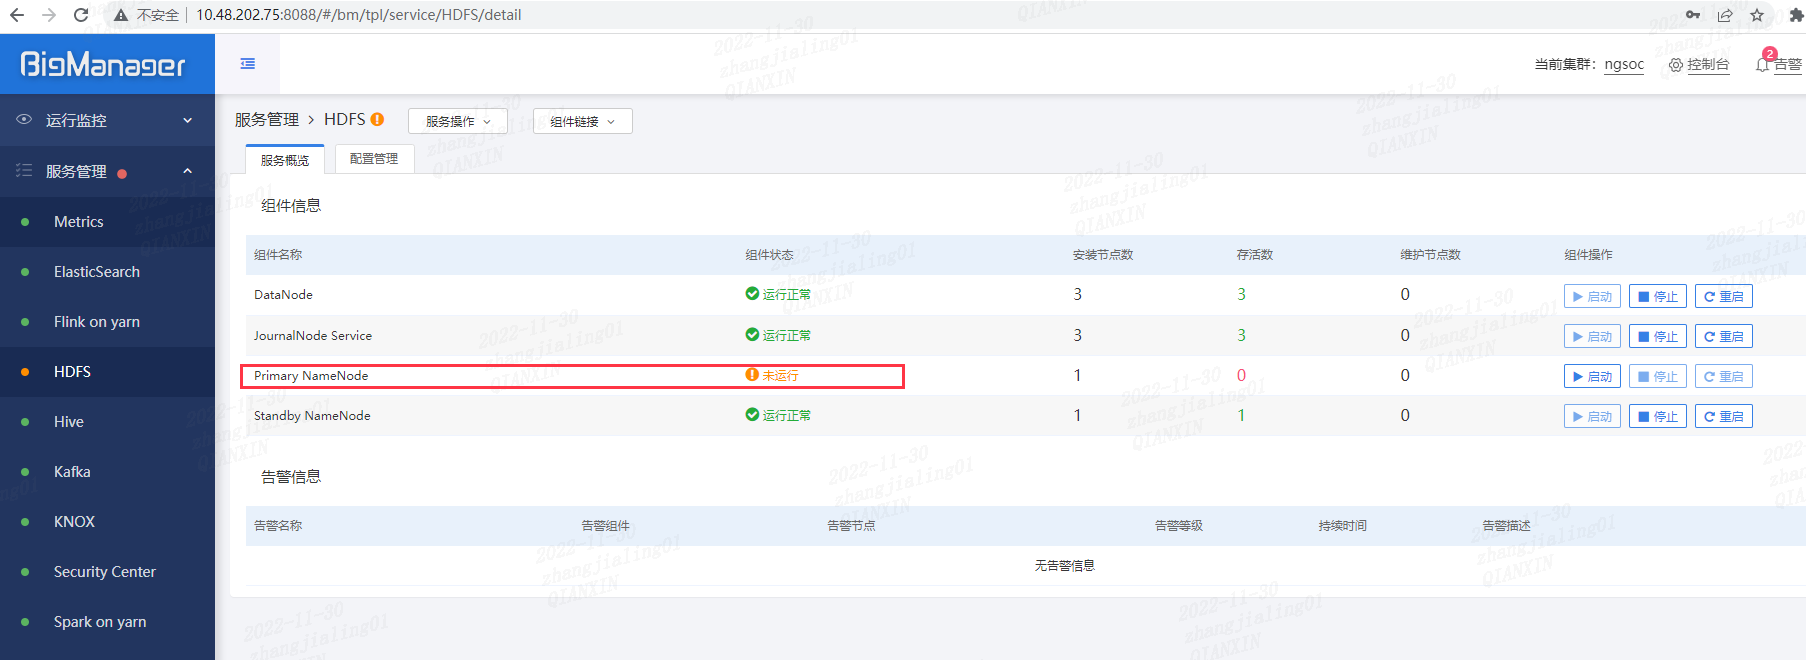 不安全 10.48.202.75:8088/#/bm/tpl/service/HDFS/detail
BigManager
当前集群： ngsoc 控制台 2 告警
运行监控
服务管理
Metrics
ElasticSearch
Flink on yarn
HDFS
Hive
Kafka
KNOX
Security Center
Spark on yarn
服务管理 > HDFS 服务操作 组件链接
服务概览 配置管理
组件信息
组件名称 组件状态 安装节点数 存活数 维护节点数 组件操作
DataNode 运行正常 3 3 0 启动 停止 重启
JournalNode Service 运行正常 3 3 0 启动 停止 重启
Primary NameNode 未运行 1 0 0 启动 停止 重启
Standby NameNode 运行正常 1 1 0 启动 停止 重启
告警信息
告警名称 告警组件 告警节点 告警等级 持续时间 告警描述
无告警信息
2022-11-30
zhangjialing01
QIANXIN